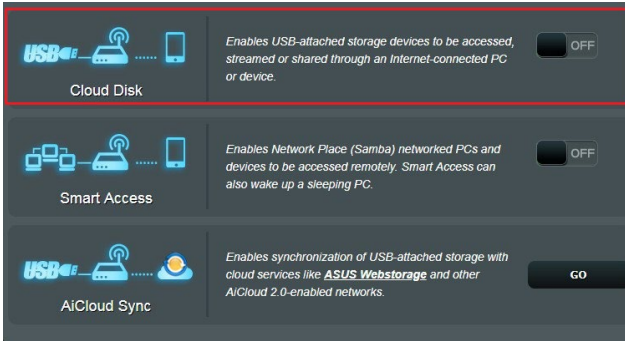 Enables USB-attached storage devices to be accessed,
streamed or shared through an Internet-connected PC
or device.
OFF
USB
Cloud Disk
Enables Network Place (Samba) networked PCs and
devices to be accessed remotely. Smart Access can
also wake up a sleeping PC.
OFF
Smart Access
Enables synchronization of USB-attached storage with
cloud services like ASUS Webstorage and other
AiCloud 2.0-enabled networks.
GO
USB
AiCloud Sync